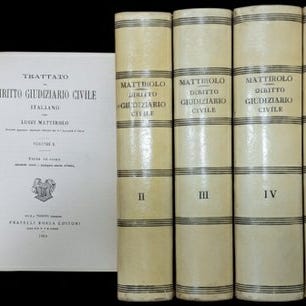 TRATTATO
DI
DIRITTO GIUDIZIARIO CIVILE
ITALIANO
PER
LUIGI MATTIROLO
VOLUME
FRATELLI BOCCA EDITORI
MATTIROLO
DIRITTO
GIUDIZIARIO
CIVILE
II
MATTIROLO
DIRITTO
GIUDIZIARIO
CIVILE
III
MATTIROLO
DIRITTO
GIUDIZIARIO
CIVILE
IV